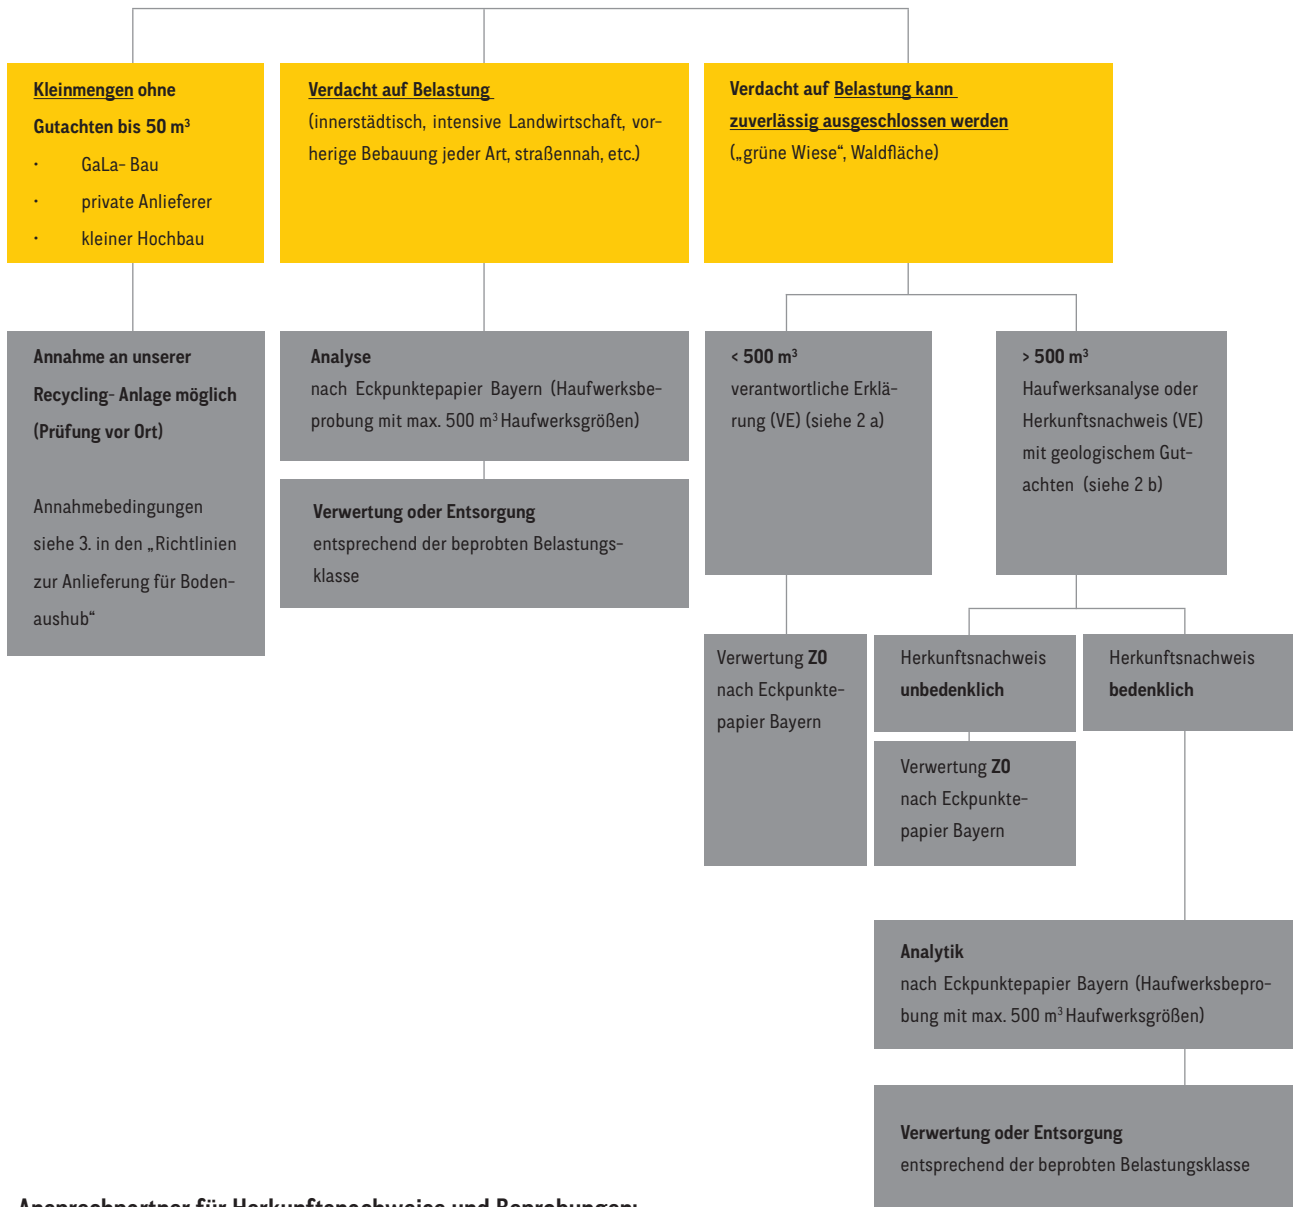 Kleinmengen ohne
Gutachten bis 50 m³
· GaLa- Bau
· private Anlieferer
· kleiner Hochbau
Verdacht auf Belastung
(innerstädtisch, intensive Landwirtschaft, vor-
herige Bebauung jeder Art, straßennah, etc.)
Verdacht auf Belastung kann
zuverlässig ausgeschlossen werden
(„grüne Wiese“, Waldfläche)
Annahme an unserer
Recycling- Anlage möglich
(Prüfung vor Ort)
Annahmebedingungen
siehe 3. in den „Richtlinien
zur Anlieferung für Boden-
aushub“
Analyse
nach Eckpunktepapier Bayern (Haufwerksbe-
probung mit max. 500 m³ Haufwerksgrößen)
Verwertung oder Entsorgung
entsprechend der beprobten Belastungs-
klasse
< 500 m³
verantwortliche Erklä-
rung (VE) (siehe 2 a)
> 500 m³
Haufwerksanalyse oder
Herkunftsnachweis (VE)
mit geologischem Gut-
achten (siehe 2 b)
Verwertung Z0
nach Eckpunkte-
papier Bayern
Herkunftsnachweis
unbedenklich
Herkunftsnachweis
bedenklich
Verwertung Z0
nach Eckpunkte-
papier Bayern
Analytik
nach Eckpunktepapier Bayern (Haufwerksbepro-
bung mit max. 500 m³ Haufwerksgrößen)
Verwertung oder Entsorgung
entsprechend der beprobten Belastungsklasse
Ansprechpartner für Herkunftsnachweise und Beprobungen: